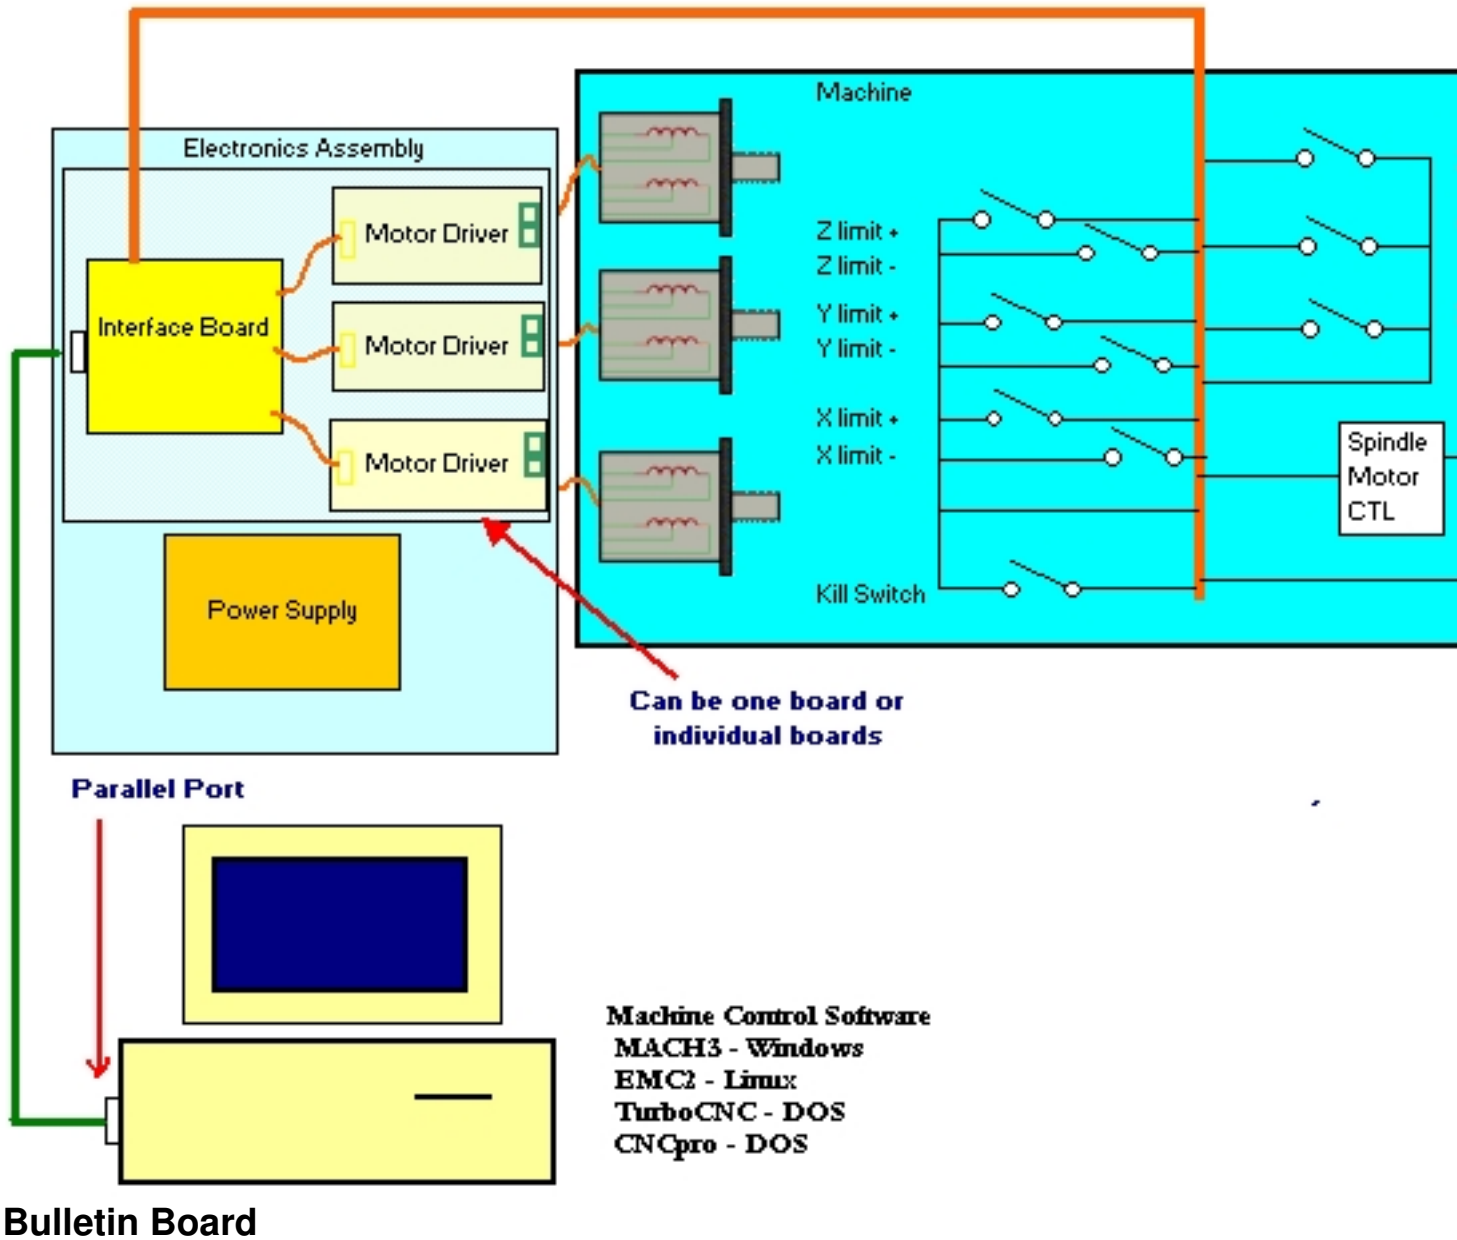 Machine
Electronics Assembly
Motor Driver
Interface Board
Motor Driver
Motor Driver
Power Supply
Z limit +
Z limit -
Y limit +
Y limit -
X limit +
X limit -
Kill Switch
Spindle
Motor
CTL
Can be one board or
individual boards
Parallel Port
Machine Control Software
MACH3 - Windows
EMC2 - Linux
TurboCNC - DOS
CNCpro - DOS
Bulletin Board